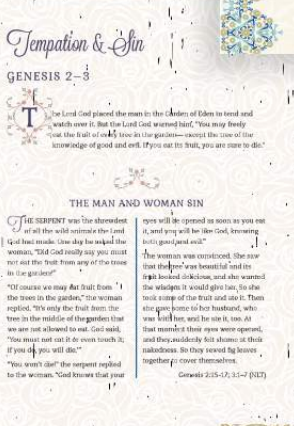 Tempation & Sin
GENESIS 2–3
The Lord God placed the man in the Garden of Eden to tend and
watch over it. But the Lord God warned him, "You may freely
eat the fruit of every tree in the garden—except the tree of the
knowledge of good and evil. If you eat its fruit, you are sure to die."
THE MAN AND WOMAN SIN
THE SERPENT was the shrewdest
of all the wild animals the Lord
God had made. One day he asked the
woman, "Did God really say you must
not eat the fruit from any of the trees
in the garden?"
"Of course we may eat fruit from
the trees in the garden," the woman
replied. "It's only the fruit from the
tree in the middle of the garden that
we are not allowed to eat. God said,
'You must not eat it or even touch it;
if you do, you will die.'"
"You won't die!" the serpent replied
to the woman. "God knows that your
eyes will be opened as soon as you eat
it, and you will be like God, knowing
both good and evil."
The woman was convinced. She saw
that the tree was beautiful and its
fruit looked delicious, and she wanted
the wisdom it would give her. So she
took some of the fruit and ate it. Then
she gave some to her husband, who
was with her, and he ate it, too. At
that moment their eyes were opened,
and they suddenly felt shame at their
nakedness. So they sewed fig leaves
together to cover themselves.
Genesis 2:15-17; 3:1–7 (NLT)